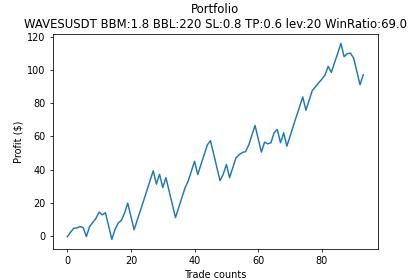 Portfolio
WAVESUSDT BBM:1.8 BBL:220 SL:0.8 TP:0.6 lev:20 WinRatio:69.0
120
100
80
60
40
20
0
Profit ($)
0 20 40 60 80
Trade counts